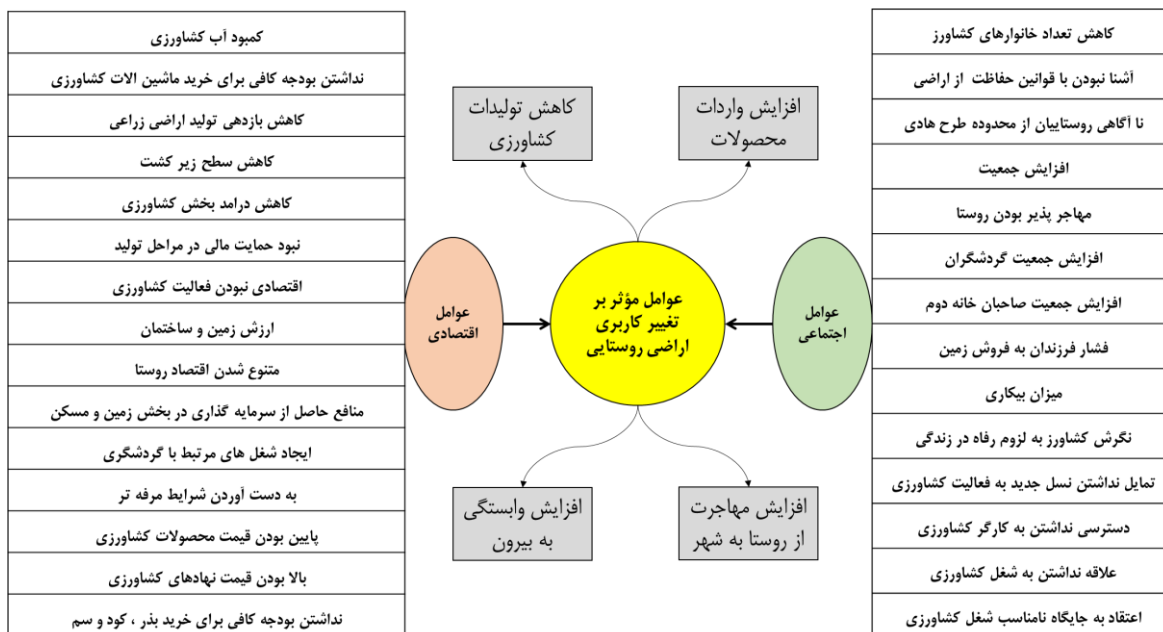 کاهش تعداد خانوارهای کشاورز
آشنا نبودن با قوانین حفاظت از اراضی
نا آگاهی روستاییان از محدوده طرح هادی
افزایش جمعیت
مهاجر پذیر بودن روستا
افزایش جمعیت گردشگران
افزایش جمعیت صاحبان خانه دوم
فشار فرزندان به فروش زمین
میزان بیکاری
نگرش کشاورز به لزوم رفاه در زندگی
تمایل نداشتن نسل جدید به فعالیت کشاورزی
دسترسی نداشتن به کارگر کشاورزی
علاقه نداشتن به شغل کشاورزی
اعتقاد به جایگاه نامناسب شغل کشاورزی
عوامل
اجتماعی
افزایش واردات
محصولات
کاهش تولیدات
کشاورزی
عوامل مؤثر بر
تغییر کاربری
اراضی روستایی
افزایش مهاجرت
از روستا به شهر
افزایش وابستگی
به بیرون
عوامل
اقتصادی
کمبود آب کشاورزی
نداشتن بودجه کافی برای خرید ماشین الات کشاورزی
کاهش بازدهی تولید اراضی زراعی
کاهش سطح زیر کشت
کاهش درامد بخش کشاورزی
نبود حمایت مالی در مراحل تولید
اقتصادی نبودن فعالیت کشاورزی
ارزش زمین و ساختمان
متنوع شدن اقتصاد روستا
منافع حاصل از سرمایه گذاری در بخش زمین و مسکن
ایجاد شغل های مرتبط با گردشگری
به دست آوردن شرایط مرفه تر
پایین بودن قیمت محصولات کشاورزی
بالا بودن قیمت نهادهای کشاورزی
نداشتن بودجه کافی برای خرید بذر ، کود و سم